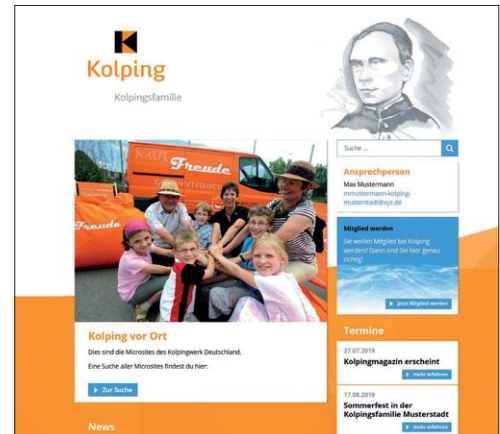 Kolping
Kolpingsfamilie
MUT
Freude
Kolping vor Ort
Dies sind die Microsites des Kolpingwerk Deutschland.
Eine Suche aller Microsites findest du hier:
Zur Suche
News
Suche ...
Ansprechperson
Max Mustermann
mmustermann-kolping-
musterstadt@xyz.de
Mitglied werden
Sie wollen Mitglied bei Kolping
werden? Dann sind Sie hier genau
richtig!
jetzt Mitglied werden
Termine
27.07.2019
Kolpingmagazin erscheint
mehr erfahren
17.08.2019
Sommerfest in der
Kolpingsfamilie Musterstadt
mehr erfahren